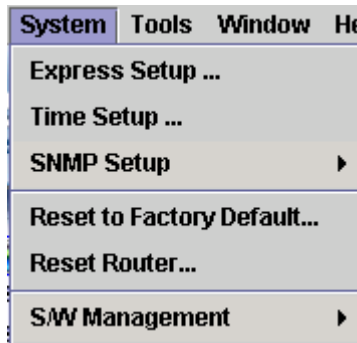 System Tools Window He
Express Setup ...
Time Setup ...
SNMP Setup
Reset to Factory Default...
Reset Router...
S/W Management